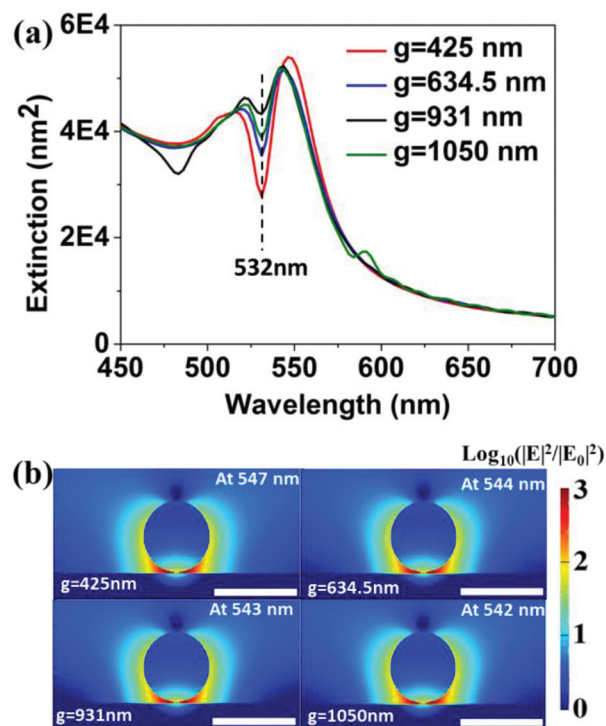 (a)
Extinction (nm²)
6E4
4E4
2E4
0
g=425 nm
g=634.5 nm
g=931 nm
g=1050 nm
532nm
450 500 550 600 650 700
Wavelength (nm)
(b)
Log₁₀(|E|²/|E₀|²)
At 547 nm
g=425nm
At 544 nm
g=634.5nm
At 543 nm
g=931nm
At 542 nm
g=1050nm
3
2
1
0